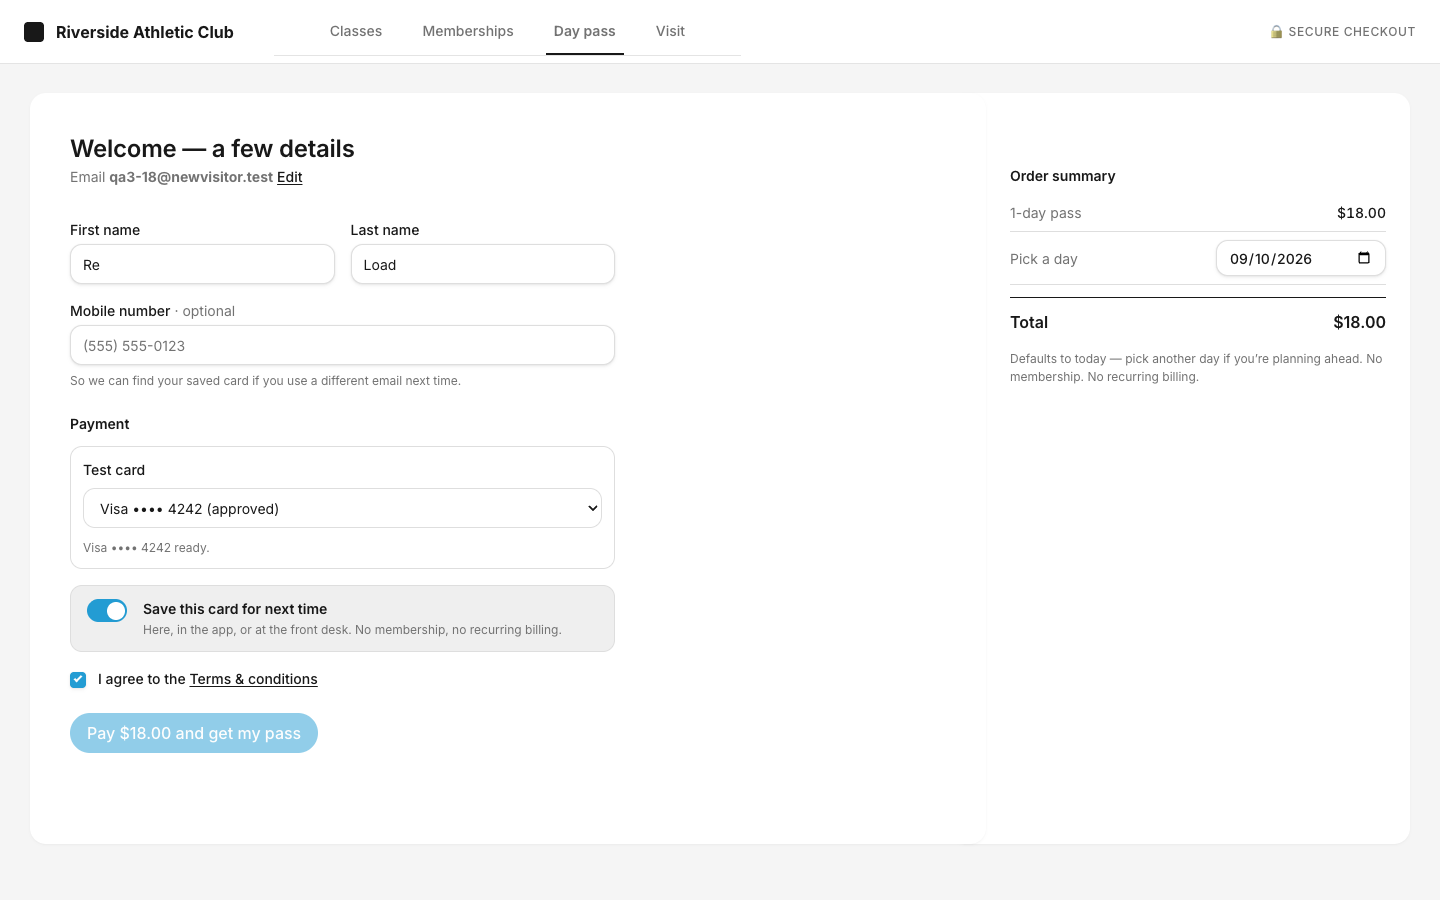 Riverside Athletic Club
Classes
Memberships
Day pass
Visit
SECURE CHECKOUT
Welcome — a few details
Email qa3-18@newvisitor.test Edit
First name
Last name
Re
Load
Mobile number · optional
(555) 555-0123
So we can find your saved card if you use a different email next time.
Payment
Test card
Visa •••• 4242 (approved)
Visa •••• 4242 ready.
Save this card for next time
Here, in the app, or at the front desk. No membership, no recurring billing.
I agree to the Terms & conditions
Pay $18.00 and get my pass
Order summary
1-day pass $18.00
Pick a day 09/10/2026
Total $18.00
Defaults to today — pick another day if you’re planning ahead. No
membership. No recurring billing.